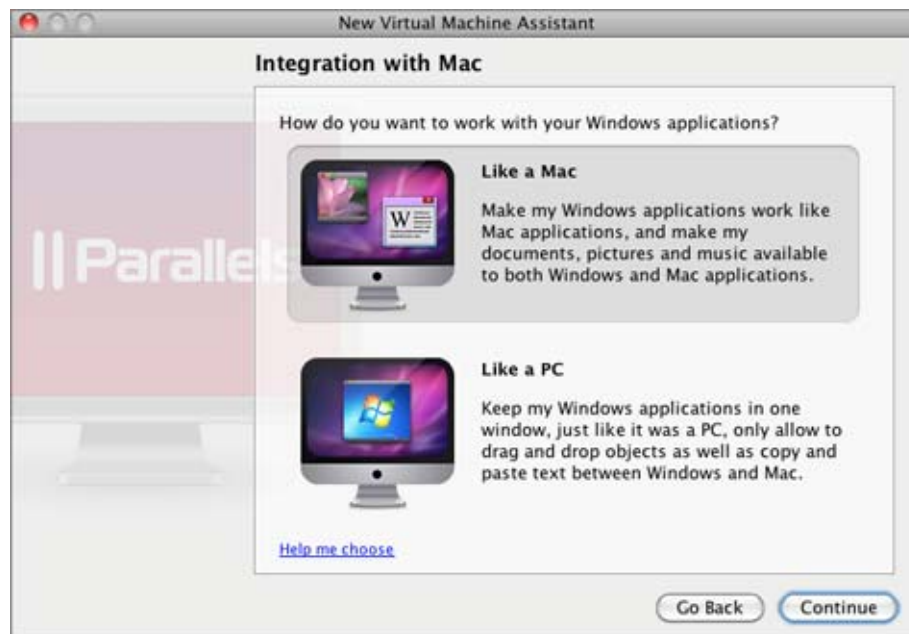 New Virtual Machine Assistant
Integration with Mac
|| Parallels
How do you want to work with your Windows applications?
Like a Mac
Make my Windows applications work like
Mac applications, and make my
documents, pictures and music available
to both Windows and Mac applications.
W
Like a PC
Keep my Windows applications in one
window, just like it was a PC, only allow to
drag and drop objects as well as copy and
paste text between Windows and Mac.
Help me choose
Go Back
Continue